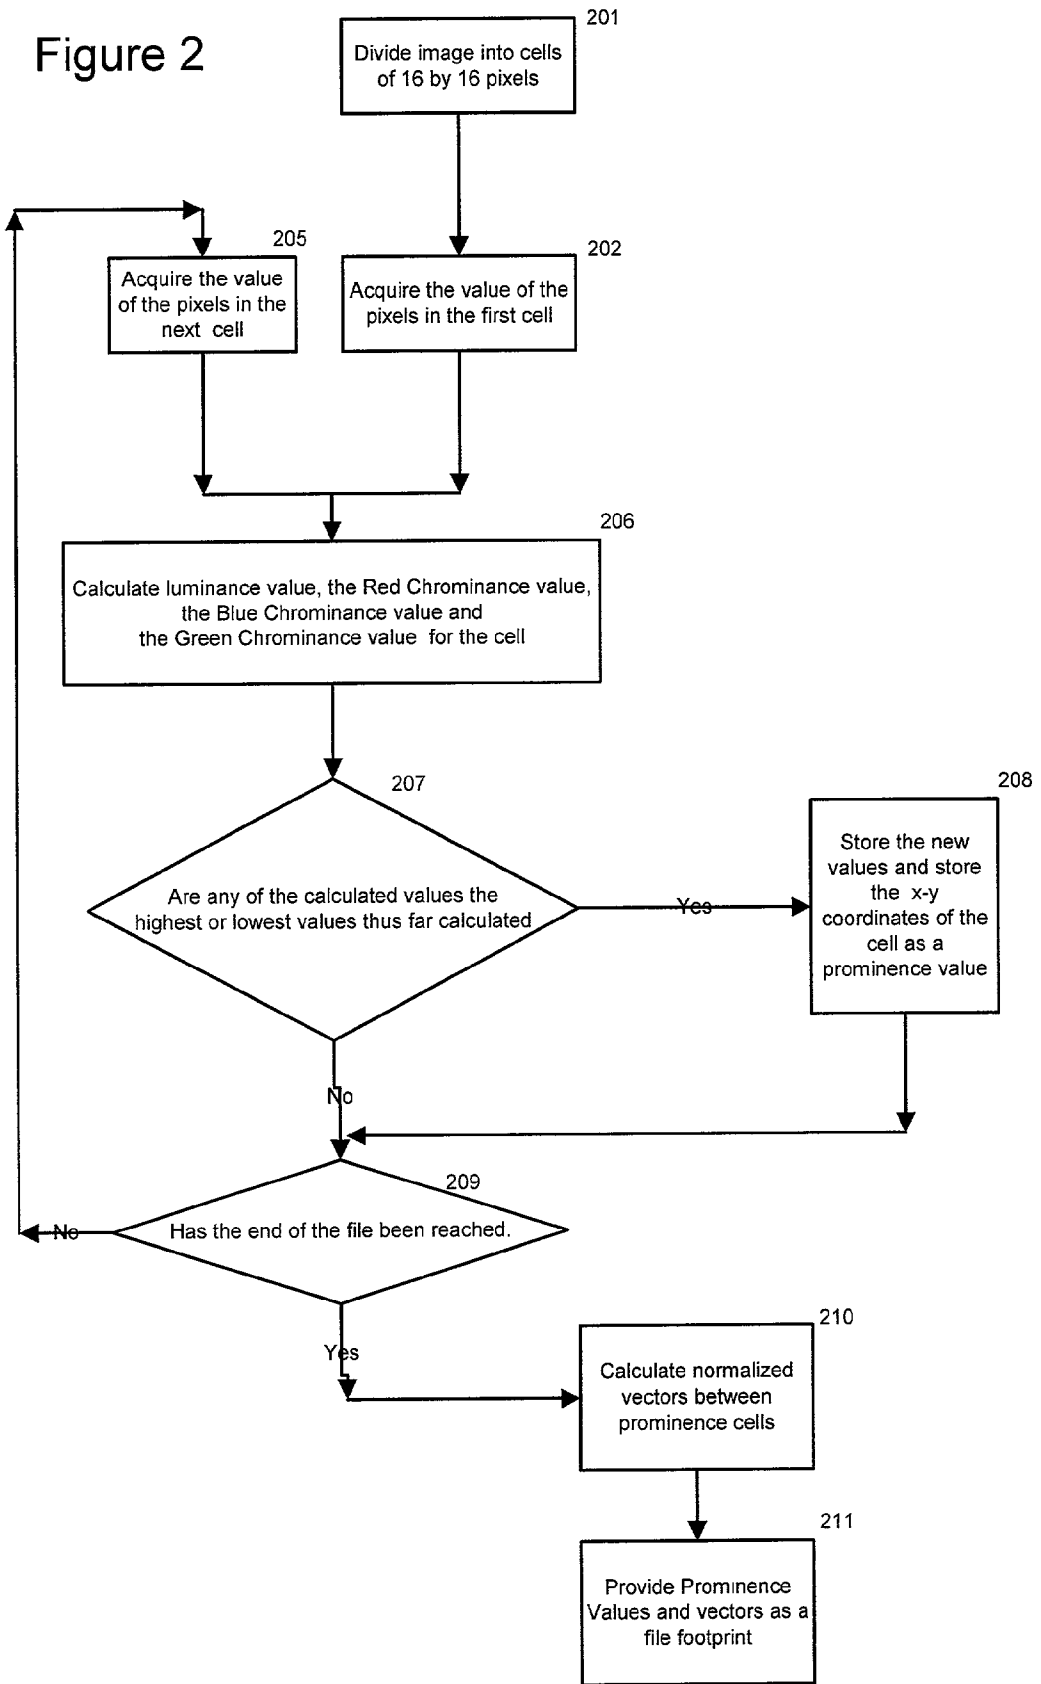 Figure 2
201
Divide image into cells
of 16 by 16 pixels
205
Acquire the value
of the pixels in the
next cell
202
Acquire the value of the
pixels in the first cell
206
Calculate luminance value, the Red Chrominance value,
the Blue Chrominance value and
the Green Chrominance value for the cell
207
Are any of the calculated values the
highest or lowest values thus far calculated
Yes
208
Store the new
values and store
the x-y
coordinates of the
cell as a
prominence value
No
209
Has the end of the file been reached.
No
Yes
210
Calculate normalized
vectors between
prominence cells
211
Provide Prominence
Values and vectors as a
file footprint